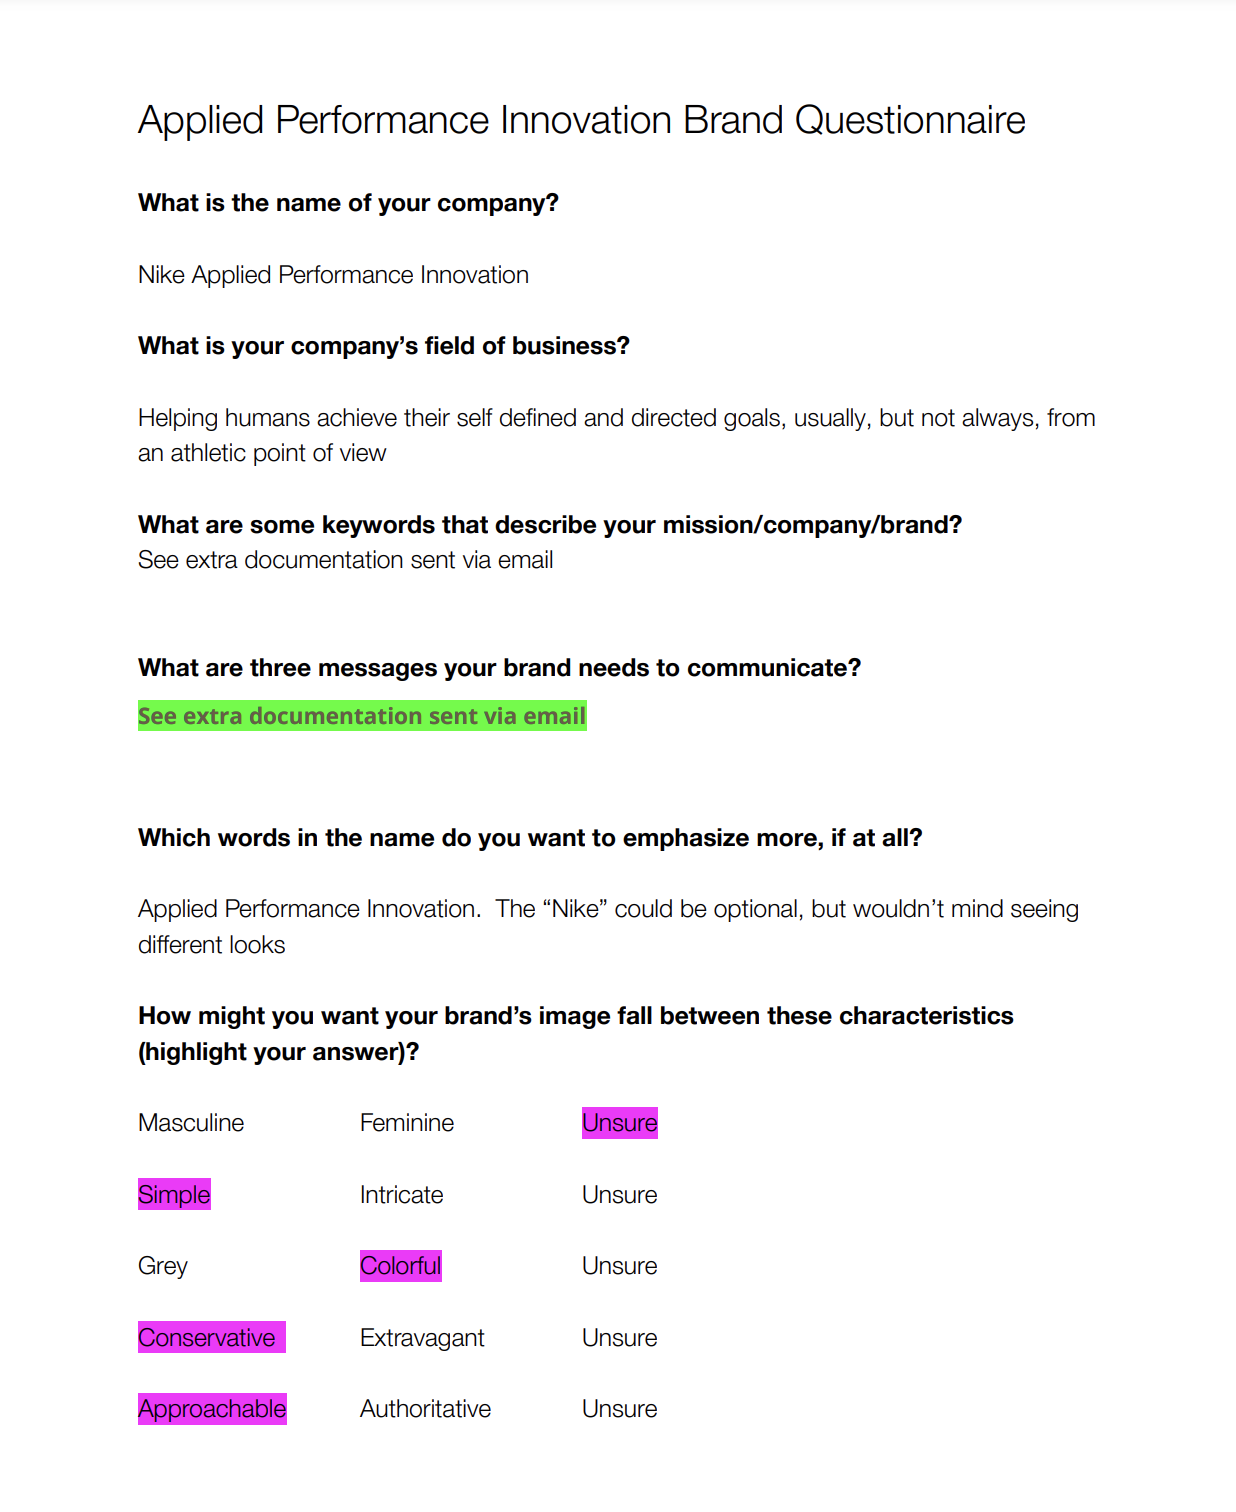 Applied Performance Innovation Brand Questionnaire
What is the name of your company?
Nike Applied Performance Innovation
What is your company’s field of business?
Helping humans achieve their self defined and directed goals, usually, but not always, from
an athletic point of view
What are some keywords that describe your mission/company/brand?
See extra documentation sent via email
What are three messages your brand needs to communicate?
See extra documentation sent via email
Which words in the name do you want to emphasize more, if at all?
Applied Performance Innovation.  The “Nike” could be optional, but wouldn’t mind seeing
different looks
How might you want your brand’s image fall between these characteristics
(highlight your answer)?
Masculine Feminine Unsure
Simple Intricate Unsure
Grey Colorful Unsure
Conservative Extravagant Unsure
Approachable Authoritative Unsure